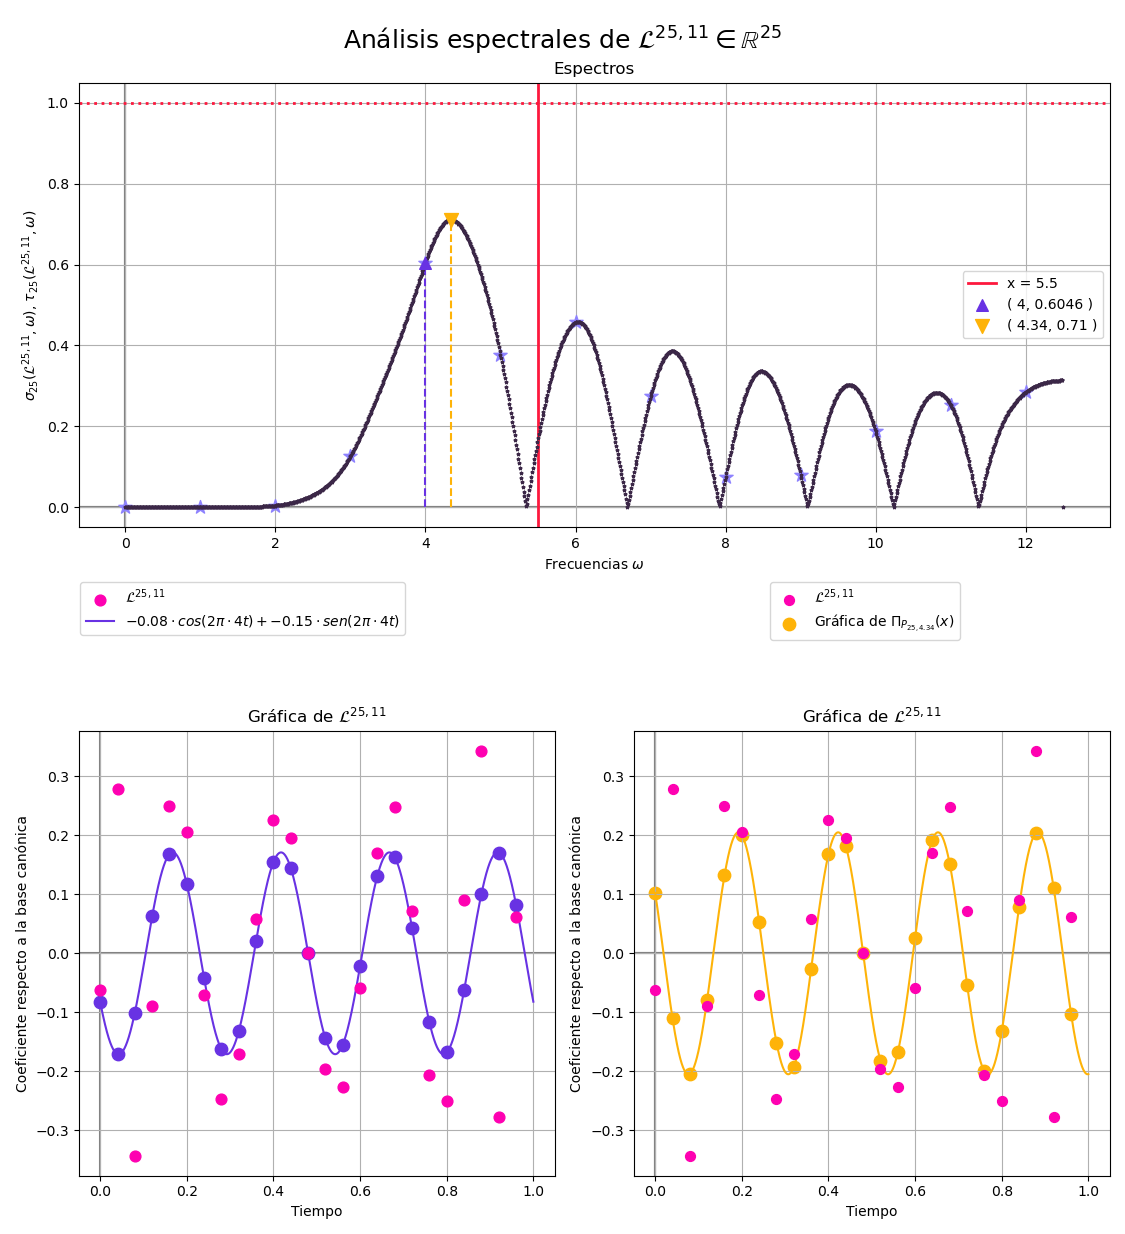 Análisis espectrales de ℒ^{25,11} ∈ ℝ^{25}
Espectros
1.0
0.8
0.6
0.4
0.2
0.0
σ_{25}(ℒ^{25,11}, ω), τ_{25}(ℒ^{25,11}, ω)
x = 5.5
( 4, 0.6046 )
( 4.34, 0.71 )
0 2 4 6 8 10 12
Frecuencias ω
ℒ^{25,11}
−0.08 · cos(2π · 4t) + −0.15 · sen(2π · 4t)
ℒ^{25,11}
Gráfica de Π_{P_{25,4.34}}(x)
Gráfica de ℒ^{25,11}
0.3
0.2
0.1
0.0
−0.1
−0.2
−0.3
Coeficiente respecto a la base canónica
0.0 0.2 0.4 0.6 0.8 1.0
Tiempo
Gráfica de ℒ^{25,11}
0.3
0.2
0.1
0.0
−0.1
−0.2
−0.3
Coeficiente respecto a la base canónica
0.0 0.2 0.4 0.6 0.8 1.0
Tiempo